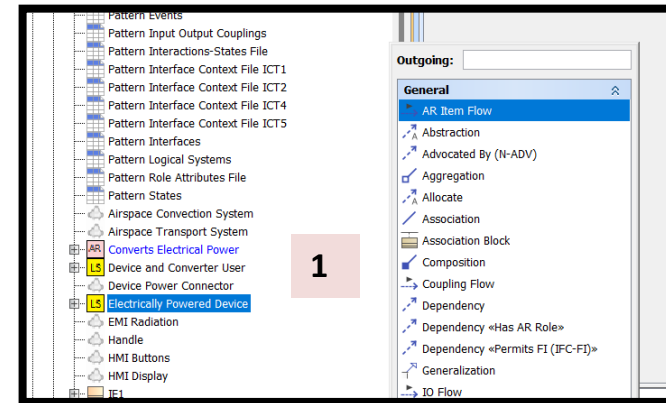 Pattern Events
Pattern Input Output Couplings
Pattern Interactions-States File
Pattern Interface Context File ICT1
Pattern Interface Context File ICT2
Pattern Interface Context File ICT4
Pattern Interface Context File ICT5
Pattern Interfaces
Pattern Logical Systems
Pattern Role Attributes File
Pattern States
Airspace Convection System
Airspace Transport System
AR Converts Electrical Power
LS Device and Converter User
Device Power Connector
LS Electrically Powered Device
EMI Radiation
Handle
HMI Buttons
HMI Display
IE1
1
Outgoing:
General
AR Item Flow
Abstraction
Advocated By (N-ADV)
Aggregation
Allocate
Association
Association Block
Composition
Coupling Flow
Dependency
Dependency «Has AR Role»
Dependency «Permits FI (IFC-FI)»
Generalization
IO Flow